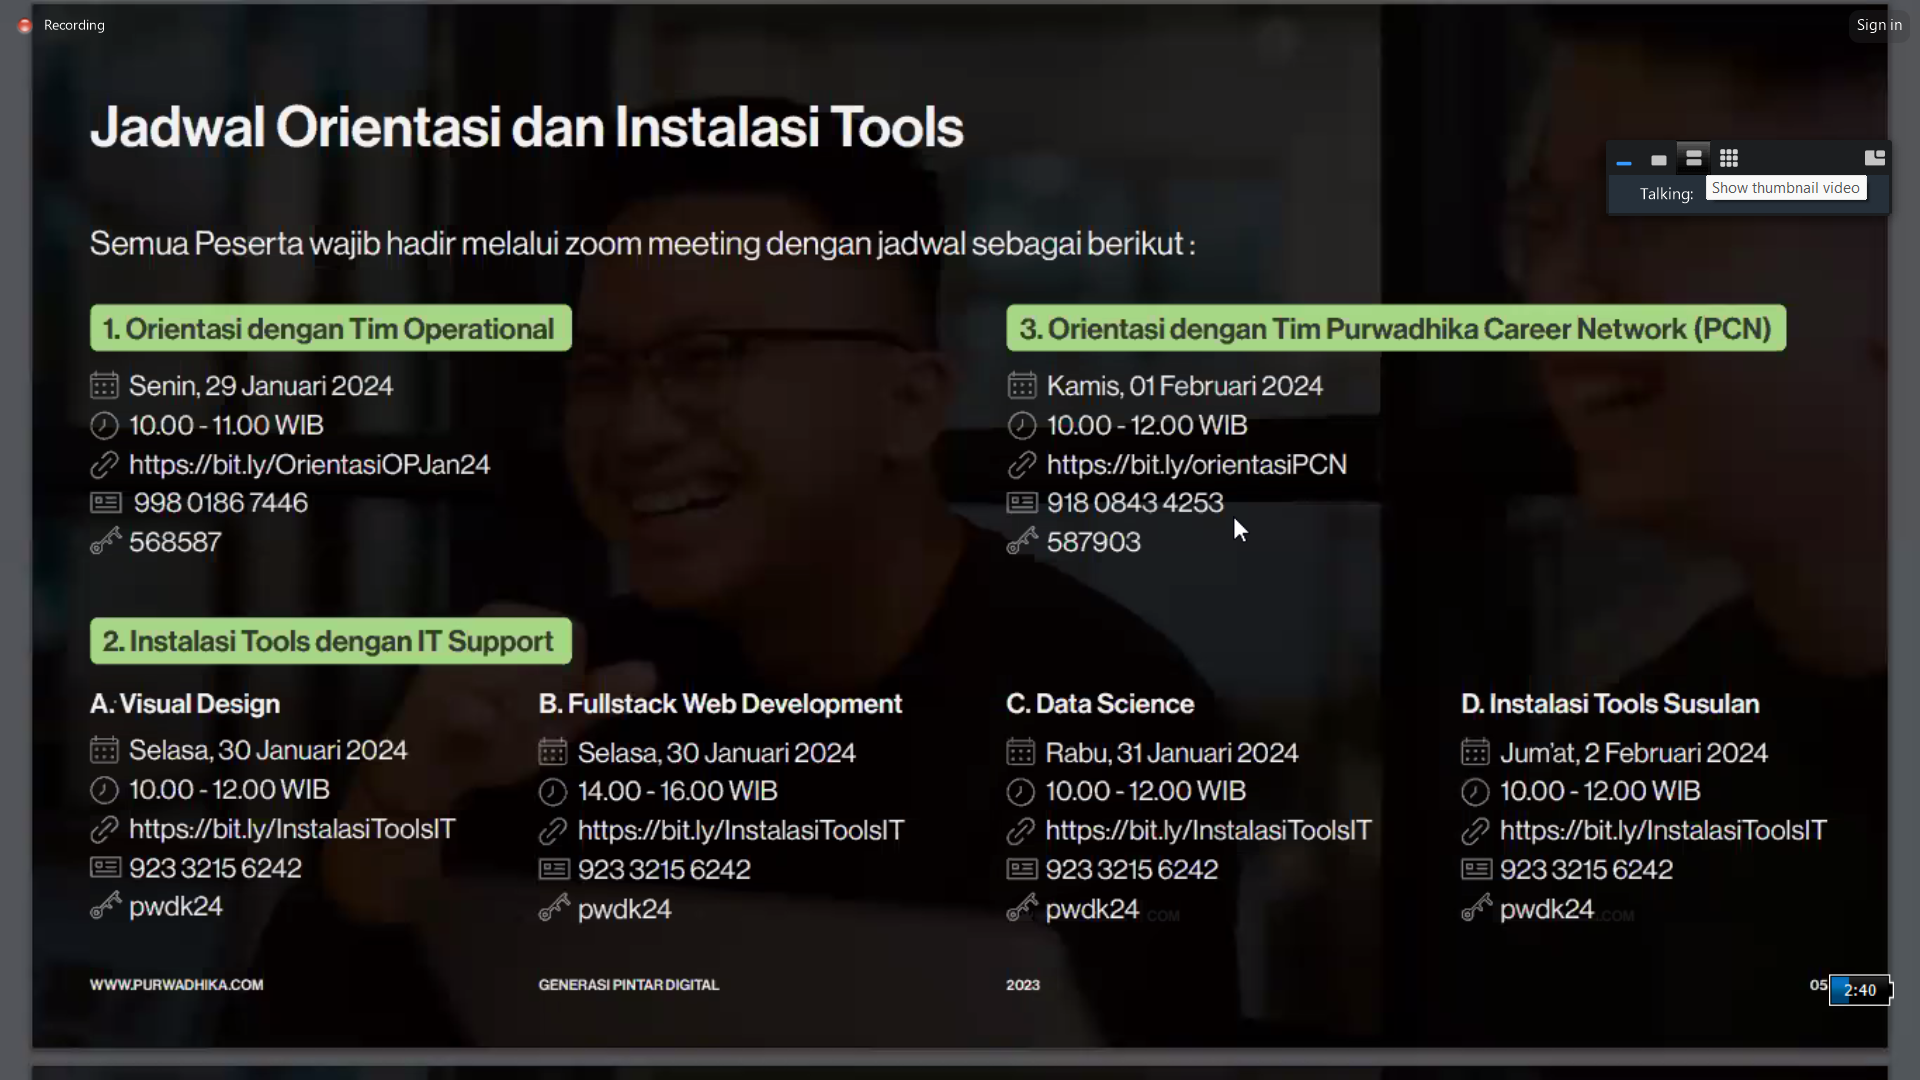 Recording
Sign in
Jadwal Orientasi dan Instalasi Tools
Talking:
Show thumbnail video
Semua Peserta wajib hadir melalui zoom meeting dengan jadwal sebagai berikut :
1. Orientasi dengan Tim Operational
Senin, 29 Januari 2024
10.00 - 11.00 WIB
https://bit.ly/OrientasiOPJan24
998 0186 7446
568587
3. Orientasi dengan Tim Purwadhika Career Network (PCN)
Kamis, 01 Februari 2024
10.00 - 12.00 WIB
https://bit.ly/orientasiPCN
918 0843 4253
587903
2. Instalasi Tools dengan IT Support
A. Visual Design
Selasa, 30 Januari 2024
10.00 - 12.00 WIB
https://bit.ly/InstalasiToolsIT
923 3215 6242
pwdk24
B. Fullstack Web Development
Selasa, 30 Januari 2024
14.00 - 16.00 WIB
https://bit.ly/InstalasiToolsIT
923 3215 6242
pwdk24
C. Data Science
Rabu, 31 Januari 2024
10.00 - 12.00 WIB
https://bit.ly/InstalasiToolsIT
923 3215 6242
pwdk24
D. Instalasi Tools Susulan
Jum'at, 2 Februari 2024
10.00 - 12.00 WIB
https://bit.ly/InstalasiToolsIT
923 3215 6242
pwdk24
WWW.PURWADHIKA.COM
GENERASI PINTAR DIGITAL
2023
05
2:40